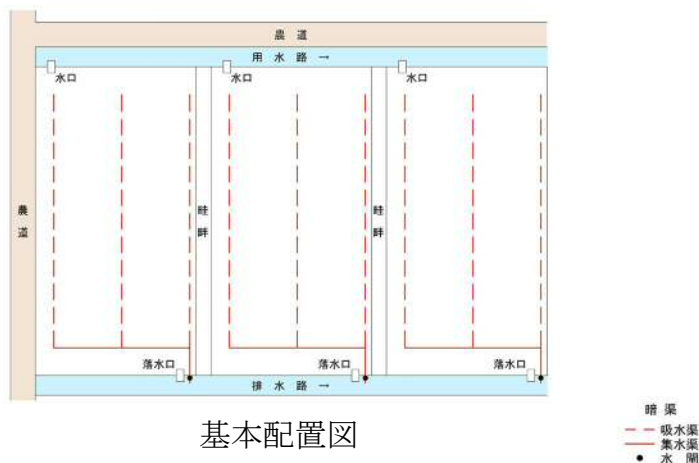 農 道
用 水 路 →
水口
水口
水口
農道
畦畔
畦畔
落水口
落水口
落水口
排 水 路 →
基本配置図
暗 渠
吸水渠
集水渠
水 閘